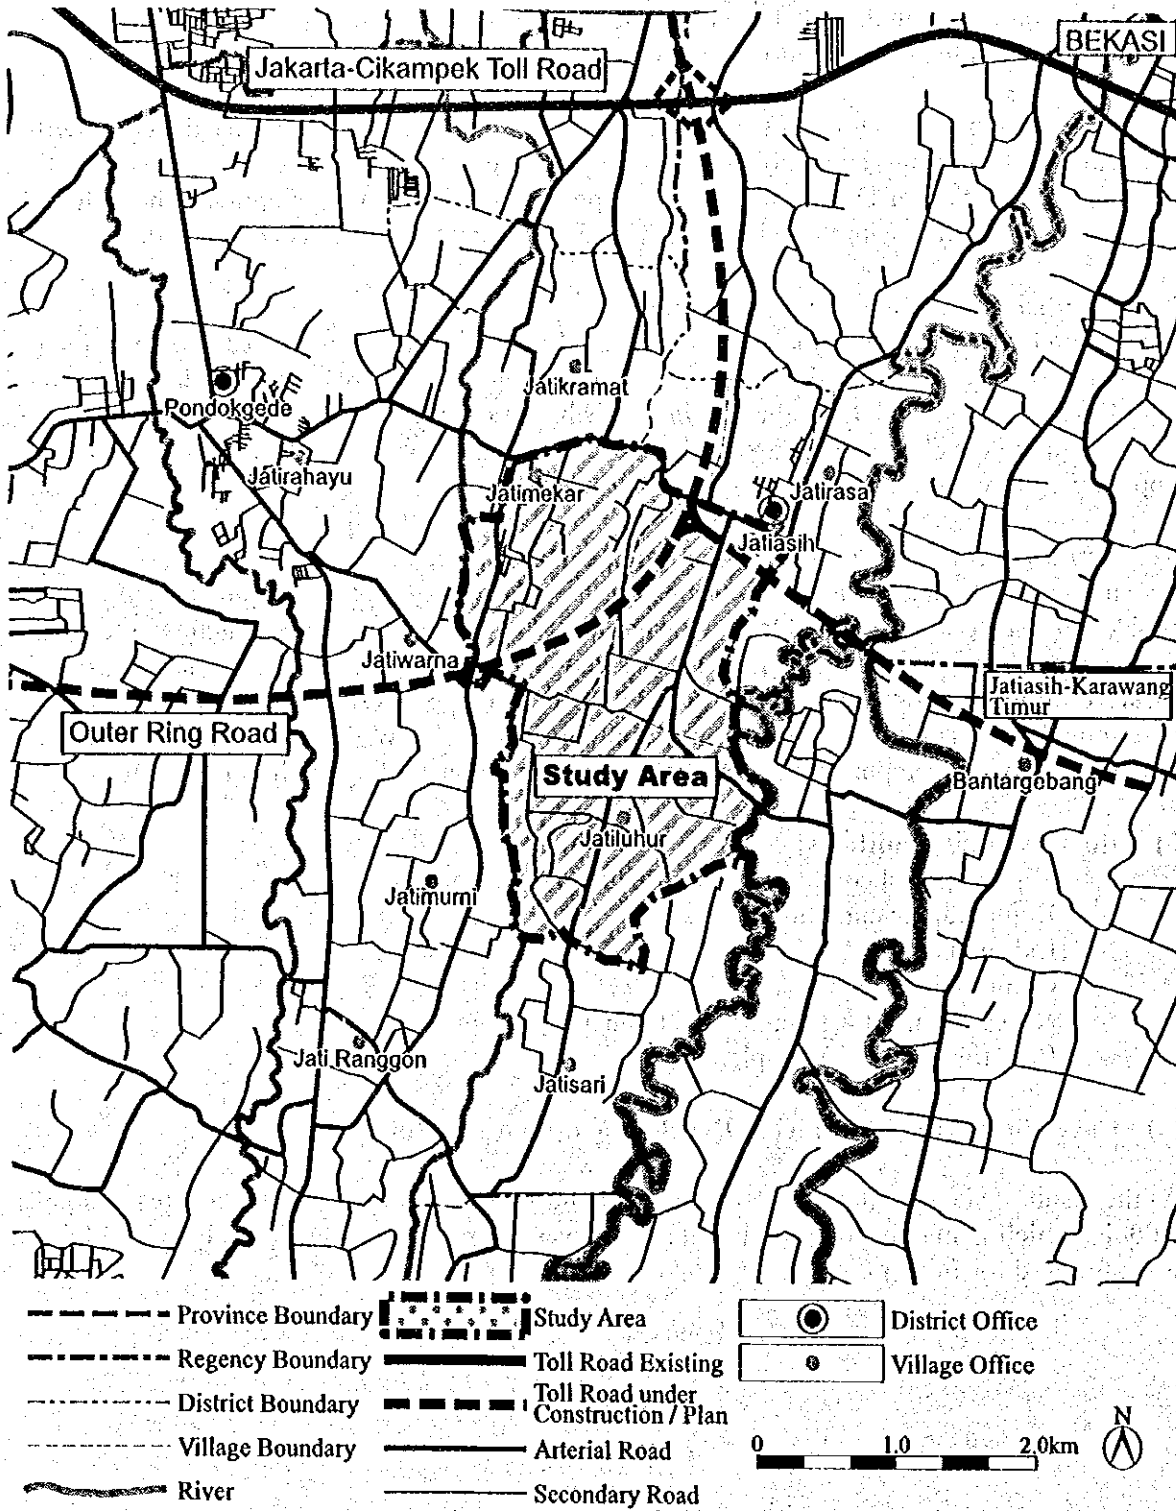 BEKASI
Jakarta-Cikampek Toll Road
Jatikramat
Pondokgede
Jatirahayu
Jatimekar
Jatirasa
Jatiasih
Jatiwarna
Jatiasih-Karawang
Timur
Outer Ring Road
Study Area
Bantargebang
Jatiluhur
Jatimurni
Jati Ranggon
Jatisari
Province Boundary
Study Area
District Office
Regency Boundary
Toll Road Existing
Village Office
District Boundary
Toll Road under
Construction / Plan
Village Boundary
Arterial Road
0 1.0 2.0km
N
River
Secondary Road